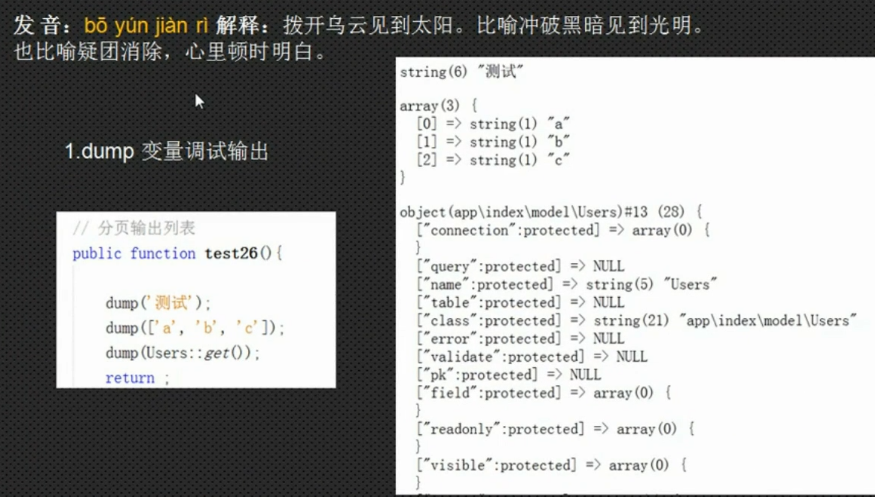 发 音：bō yún jiàn rì 解释：拨开乌云见到太阳。比喻冲破黑暗见到光明。
也比喻疑团消除，心里顿时明白。
1.dump 变量调试输出
// 分页输出列表
public function test26(){
dump('测试');
dump(['a', 'b', 'c']);
dump(Users::get());
return ;
string(6) "测试"
array(3) {
[0] => string(1) "a"
[1] => string(1) "b"
[2] => string(1) "c"
}
object(app\index\model\Users)#13 (28) {
["connection":protected] => array(0) {
}
["query":protected] => NULL
["name":protected] => string(5) "Users"
["table":protected] => NULL
["class":protected] => string(21) "app\index\model\Users"
["error":protected] => NULL
["validate":protected] => NULL
["pk":protected] => NULL
["field":protected] => array(0) {
}
["readonly":protected] => array(0) {
}
["visible":protected] => array(0) {
}